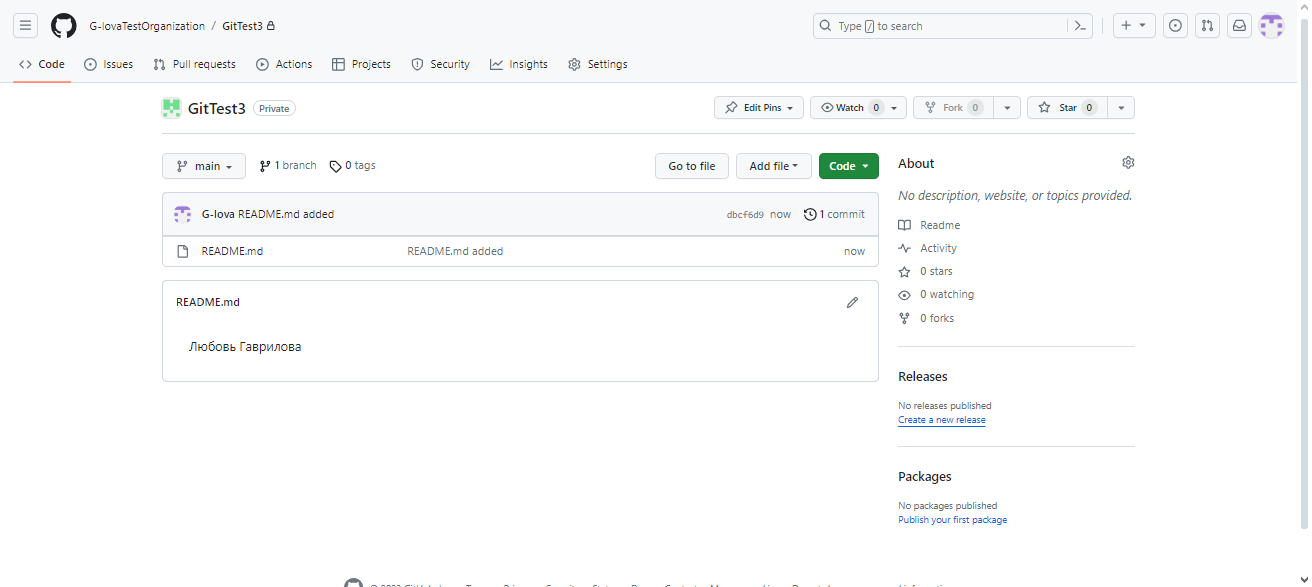 G-lovaTestOrganization / GitTest3
Type / to search
Code Issues Pull requests Actions Projects Security Insights Settings
GitTest3 Private
Edit Pins Watch 0 Fork 0 Star 0
main 1 branch 0 tags
Go to file Add file Code
G-lova README.md added dbcf6d9 now 1 commit
README.md README.md added now
README.md
Любовь Гаврилова
About
No description, website, or topics provided.
Readme
Activity
0 stars
0 watching
0 forks
Releases
No releases published
Create a new release
Packages
No packages published
Publish your first package